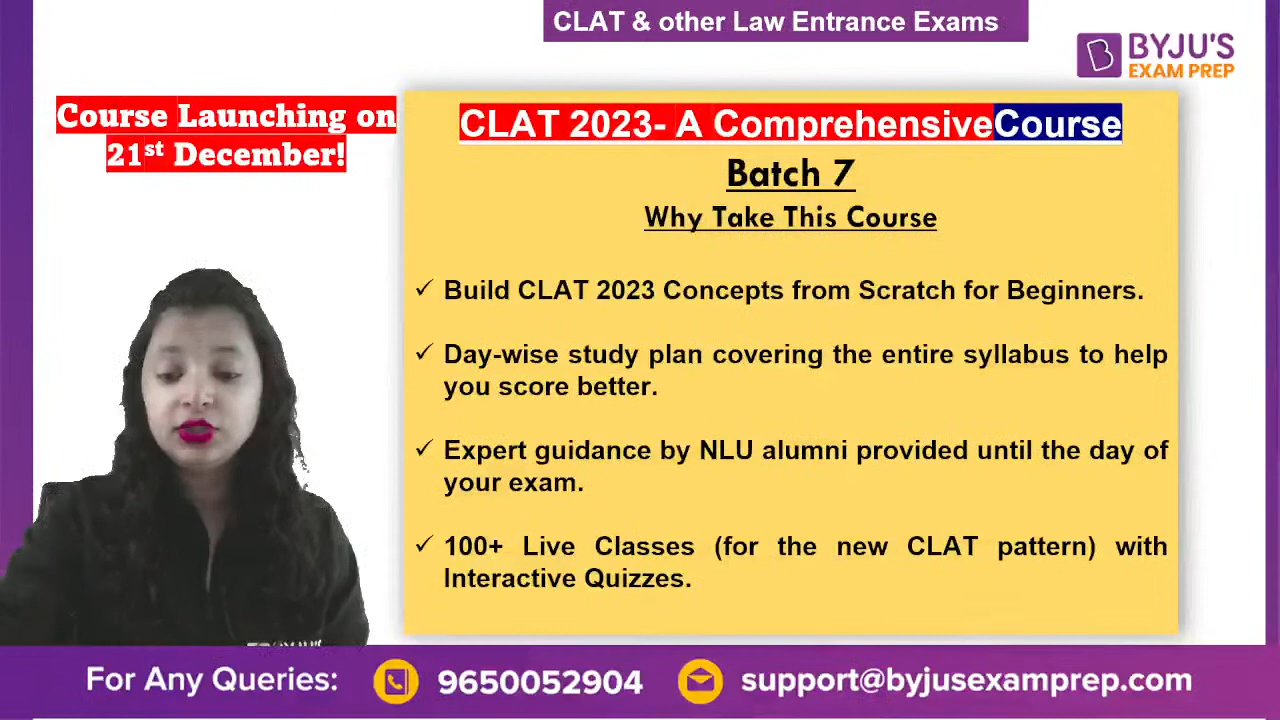 CLAT & other Law Entrance Exams
BYJU'S
EXAM PREP
Course Launching on
21st December!
CLAT 2023- A ComprehensiveCourse
Batch 7
Why Take This Course
✓ Build CLAT 2023 Concepts from Scratch for Beginners.
✓ Day-wise study plan covering the entire syllabus to help
you score better.
✓ Expert guidance by NLU alumni provided until the day of
your exam.
✓ 100+ Live Classes (for the new CLAT pattern) with
Interactive Quizzes.
For Any Queries: 9650052904 support@byjusexamprep.com